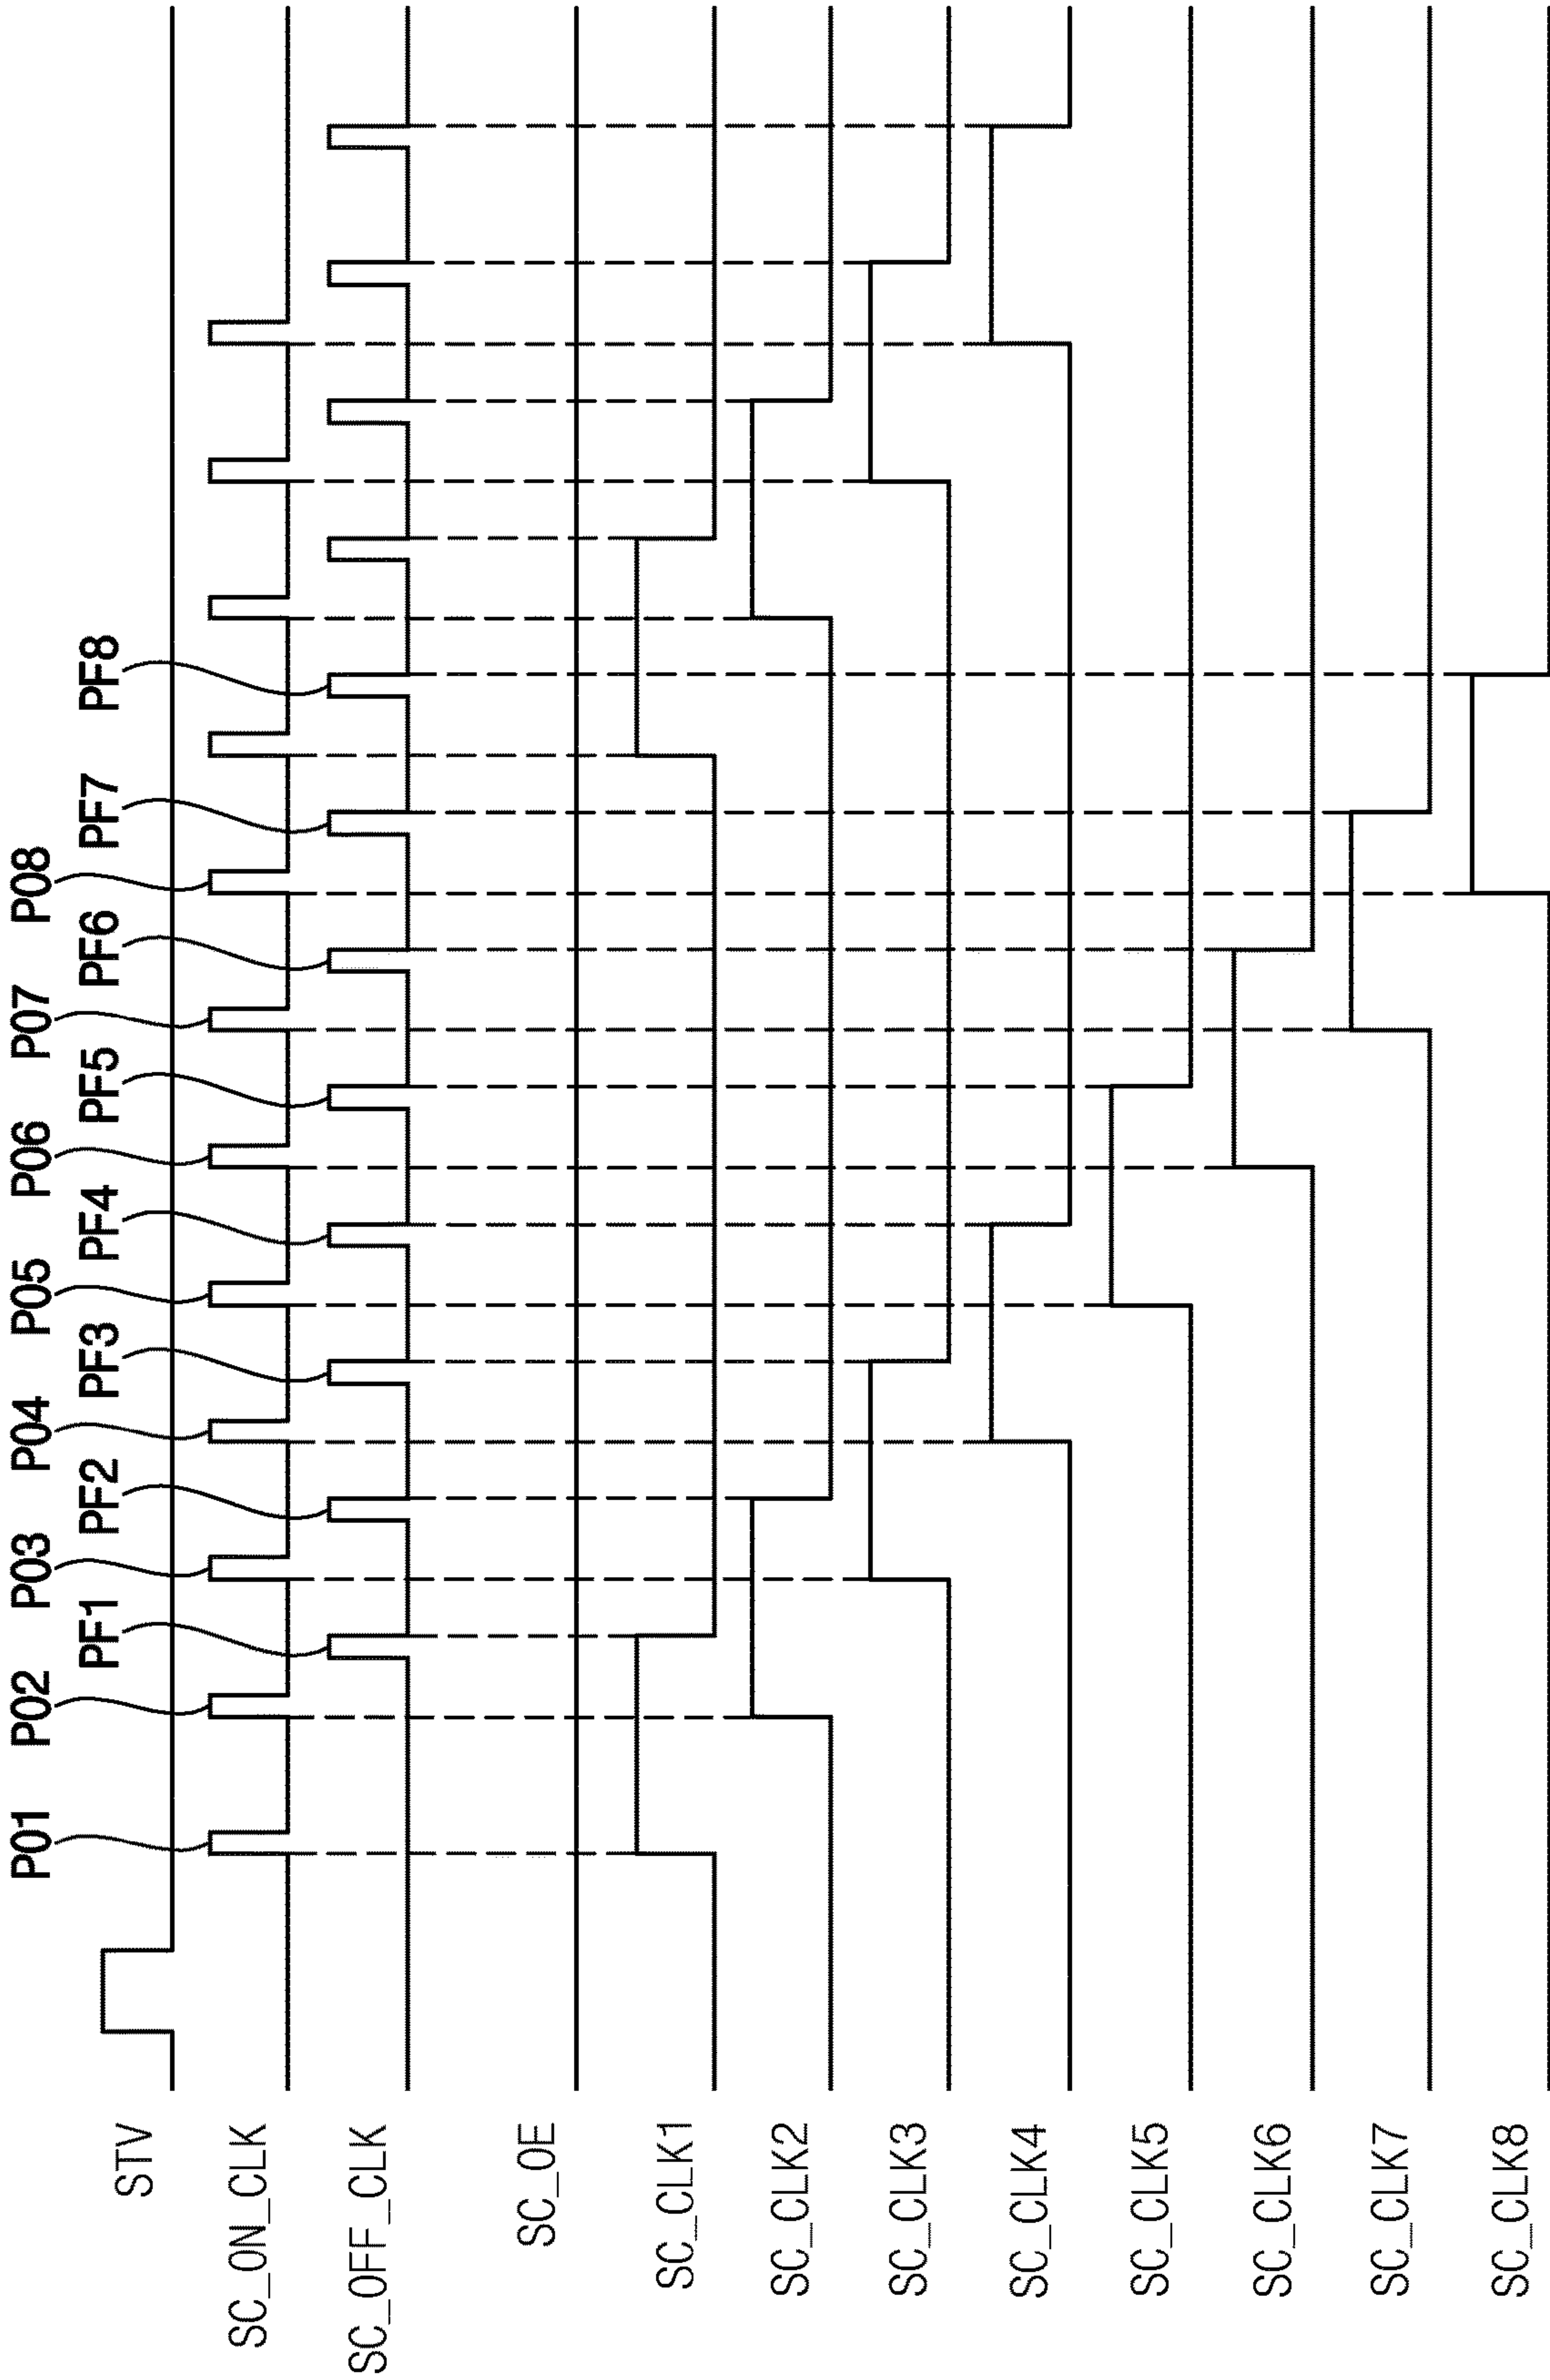 P01 P02 P03 P04 P05 P06 P07 P08
PF1 PF2 PF3 PF4 PF5 PF6 PF7 PF8
STV
SC_ON_CLK
SC_OFF_CLK
SC_OE
SC_CLK1
SC_CLK2
SC_CLK3
SC_CLK4
SC_CLK5
SC_CLK6
SC_CLK7
SC_CLK8